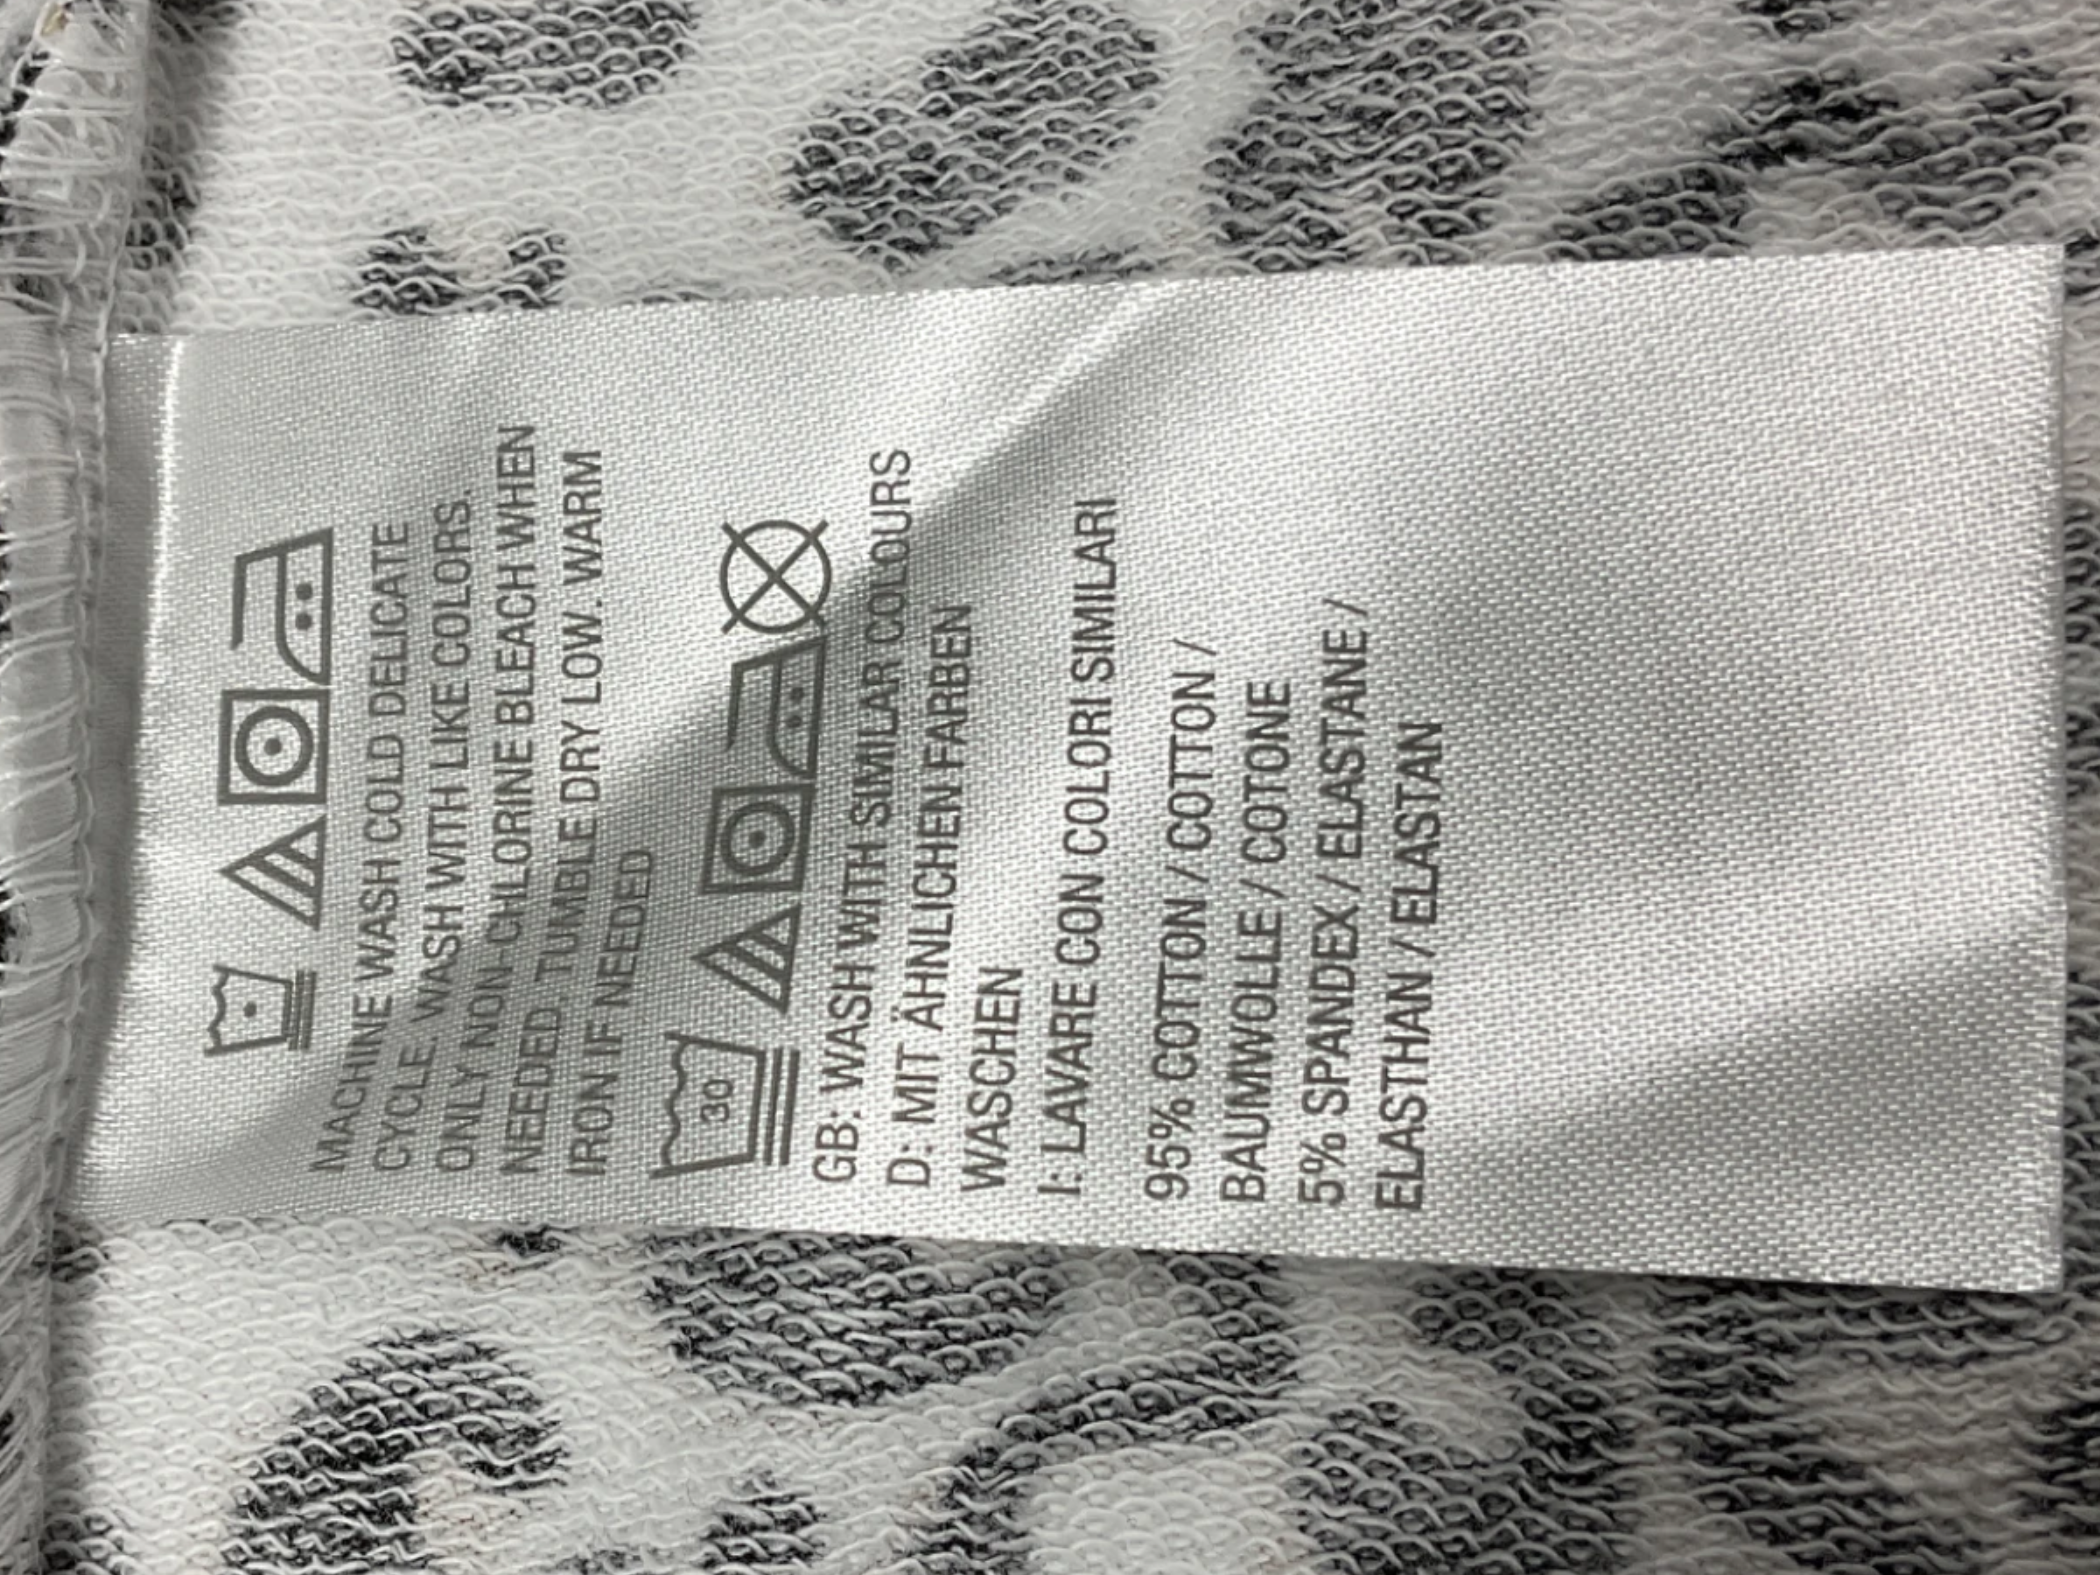 MACHINE WASH COLD DELICATE
CYCLE. WASH WITH LIKE COLORS.
ONLY NON-CHLORINE BLEACH WHEN
NEEDED. TUMBLE DRY LOW. WARM
IRON IF NEEDED
30
GB: WASH WITH SIMILAR COLOURS
D: MIT ÄHNLICHEN FARBEN
WASCHEN
I: LAVARE CON COLORI SIMILARI
95% COTTON / COTTON /
BAUMWOLLE / COTONE
5% SPANDEX / ELASTANE /
ELASTHAN / ELASTAN